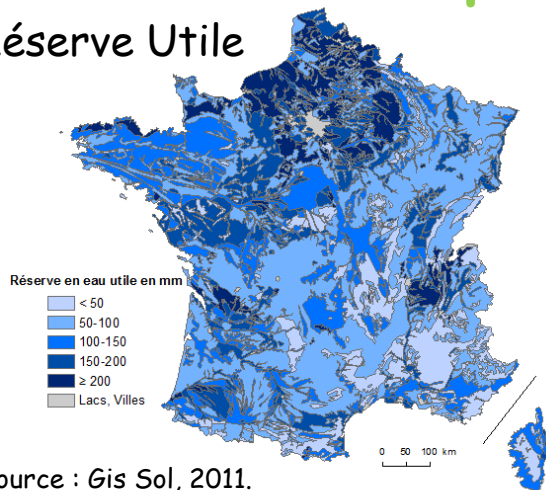 éserve Utile
Réserve en eau utile en mm
< 50
50-100
100-150
150-200
≥ 200
Lacs, Villes
0 50 100 km
ource : Gis Sol, 2011.